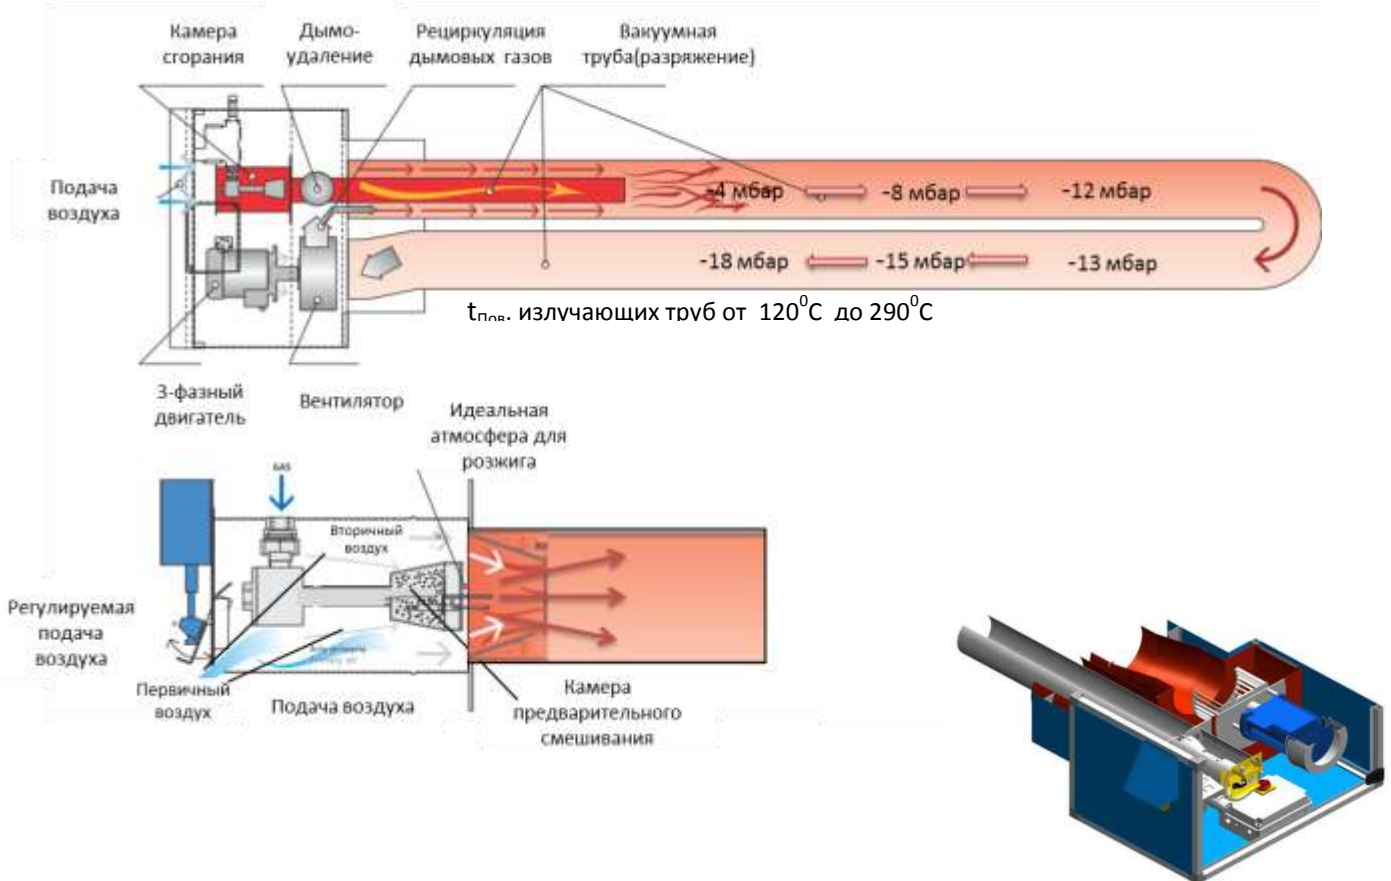 Камера
сгорания
Дымо-
удаление
Рециркуляция
дымовых газов
Вакуумная
труба(разряжение)
Подача
воздуха
-4 мбар
-8 мбар
-12 мбар
-18 мбар
-15 мбар
-13 мбар
tПов. излучающих труб от 120⁰С до 290⁰С
3-фазный
двигатель
Вентилятор
Идеальная
атмосфера для
розжига
GAS
Вторичный
воздух
Регулируемая
подача
воздуха
Первичный
воздух
Подача воздуха
Камера
предварительного
смешивания